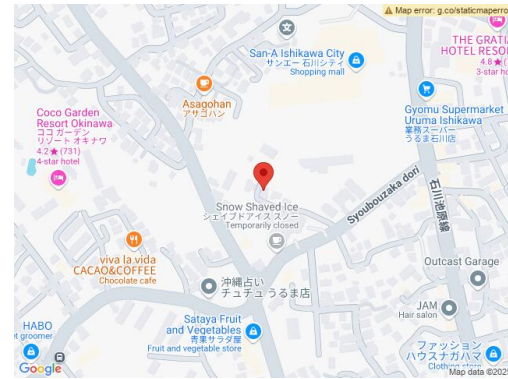 Map error: g.co/staticmaperro
San-A Ishikawa City
サンエー 石川シティ
Shopping mall
THE GRATI
HOTEL RESO
4.8★(
3-star ho
Asagohan
アサゴハン
Gyomu Supermarket
Uruma Ishikawa
業務スーパー
うるま石川店
Coco Garden
Resort Okinawa
ココ ガーデン
リゾート オキナワ
4.2★(731)
4-star hotel
Snow Shaved Ice
シェイブドアイス スノー
Temporarily closed
Syoubouzaka dori
石川池原線
viva la vida
CACAO&COFFEE
Chocolate cafe
沖縄占い
チュチュ うるま店
Outcast Garage
JAM
Hair salon
HABO
et groomer
Sataya Fruit
and Vegetables
青果サラダ屋
Fruit and vegetable store
ファッション
ハウスナガハマ
Clothing store
Google
Map data ©2025